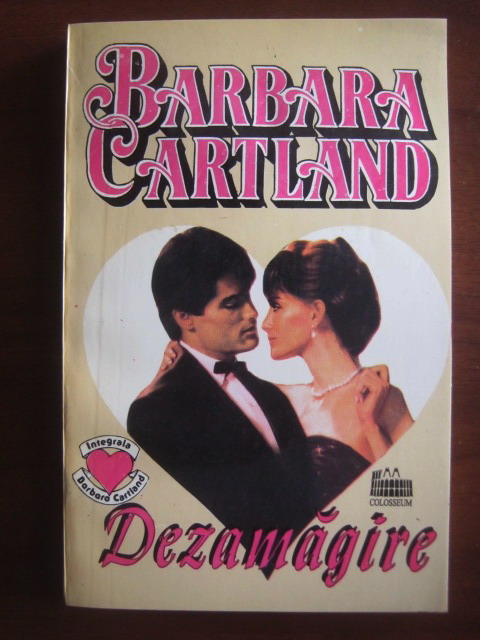 BARBARA
CARTLAND
Integrala
Barbara Cartland
COLOSSEUM
Dezamăgire